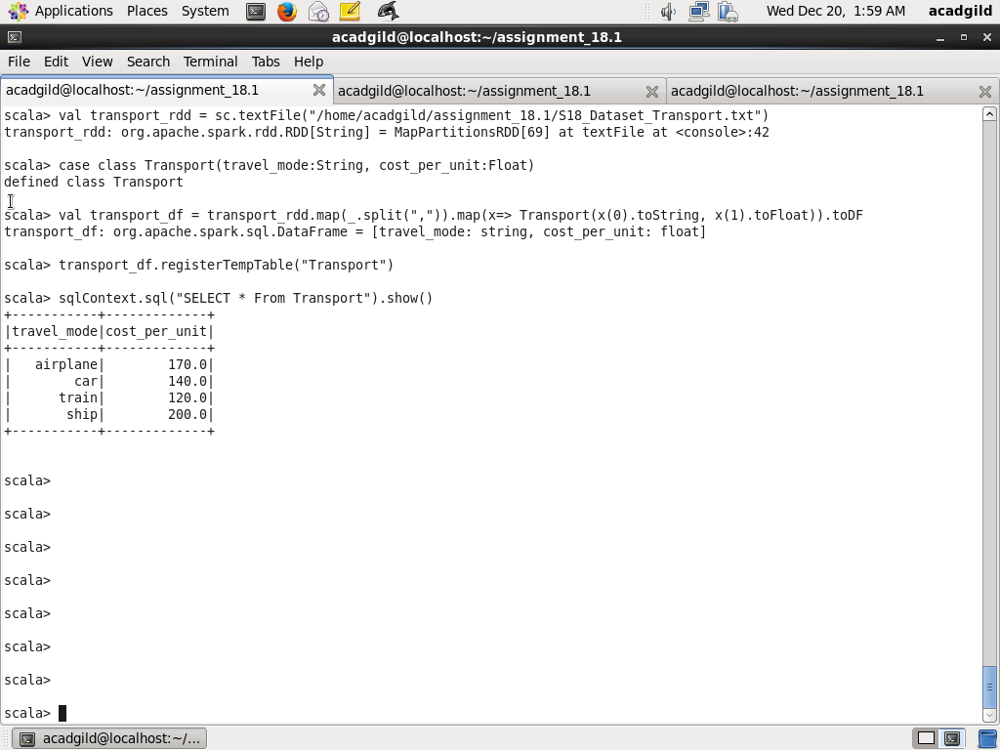 Applications Places System Wed Dec 20, 1:59 AM acadgild
acadgild@localhost:~/assignment_18.1
File Edit View Search Terminal Tabs Help
acadgild@localhost:~/assignment_18.1 acadgild@localhost:~/assignment_18.1 acadgild@localhost:~/assignment_18.1
scala> val transport_rdd = sc.textFile("/home/acadgild/assignment_18.1/S18_Dataset_Transport.txt")
transport_rdd: org.apache.spark.rdd.RDD[String] = MapPartitionsRDD[69] at textFile at <console>:42
scala> case class Transport(travel_mode:String, cost_per_unit:Float)
defined class Transport
scala> val transport_df = transport_rdd.map(_.split(",")).map(x=> Transport(x(0).toString, x(1).toFloat)).toDF
transport_df: org.apache.spark.sql.DataFrame = [travel_mode: string, cost_per_unit: float]
scala> transport_df.registerTempTable("Transport")
scala> sqlContext.sql("SELECT * From Transport").show()
+-----------+-------------+
|travel_mode|cost_per_unit|
+-----------+-------------+
|   airplane|        170.0|
|        car|        140.0|
|      train|        120.0|
|       ship|        200.0|
+-----------+-------------+
scala>
scala>
scala>
scala>
scala>
scala>
scala>
scala>
acadgild@localhost:~/...